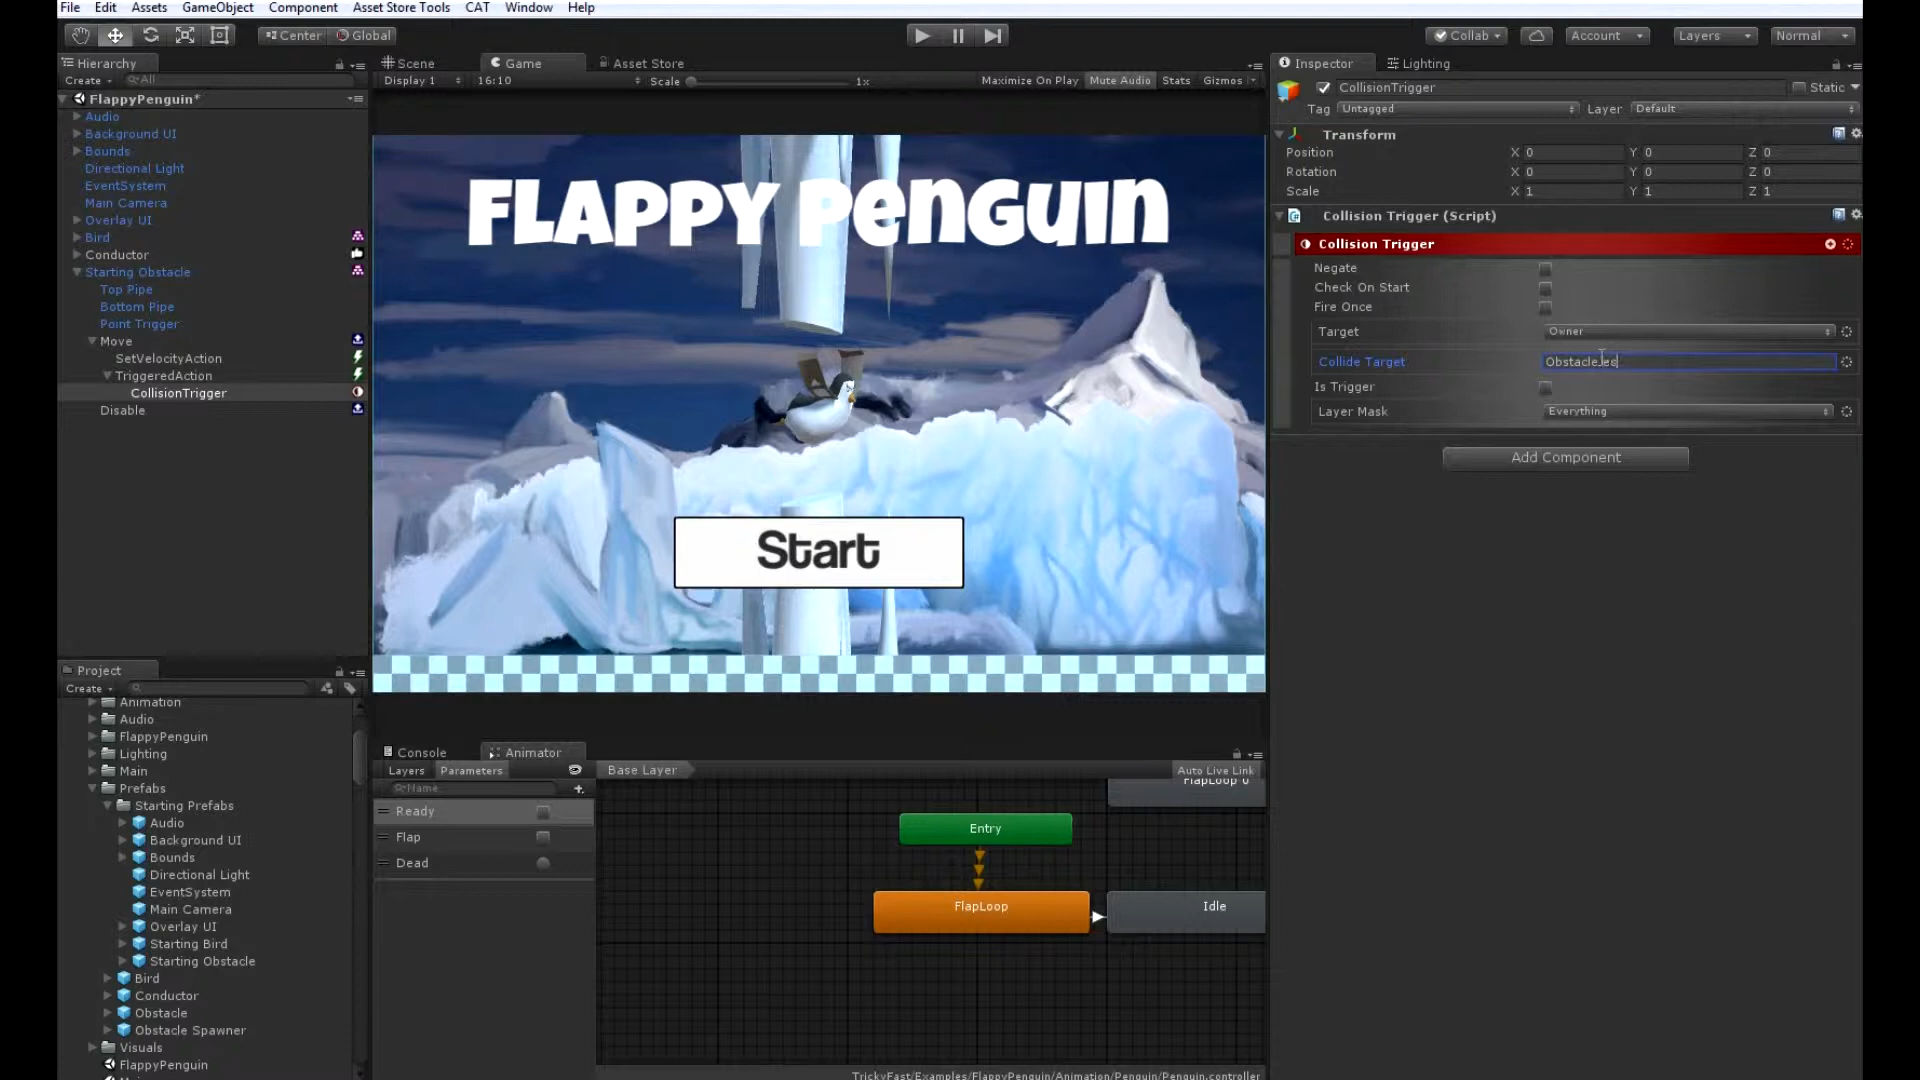 File Edit Assets GameObject Component Asset Store Tools CAT Window Help
Center Global Collab Account Layers Normal
Hierarchy
Create All
FlappyPenguin*
Audio
Background UI
Bounds
Directional Light
EventSystem
Main Camera
Overlay UI
Bird
Conductor
Starting Obstacle
Top Pipe
Bottom Pipe
Point Trigger
Move
SetVelocityAction
TriggeredAction
CollisionTrigger
Disable
Scene Game Asset Store
Display 1 16:10 Scale 1x Maximize On Play Mute Audio Stats Gizmos
FLAPPY PENGUIN
Start
Inspector Lighting
CollisionTrigger Static
Tag Untagged Layer Default
Transform
Position X 0 Y 0 Z 0
Rotation X 0 Y 0 Z 0
Scale X 1 Y 1 Z 1
Collision Trigger (Script)
Collision Trigger
Negate
Check On Start
Fire Once
Target Owner
Collide Target
Is Trigger
Layer Mask Everything
Add Component
Project
Create
Animation
Audio
FlappyPenguin
Lighting
Main
Prefabs
Starting Prefabs
Audio
Background UI
Bounds
Directional Light
EventSystem
Main Camera
Overlay UI
Starting Bird
Starting Obstacle
Bird
Conductor
Obstacle
Obstacle Spawner
Visuals
FlappyPenguin
Console Animator
Layers Parameters Base Layer Auto Live Link
Name
Ready
Flap
Dead
FlapLoop 0
Entry
FlapLoop
Idle
TrickyFast/Examples/FlappyPenguin/Animation/Penguin/Penguin.controller